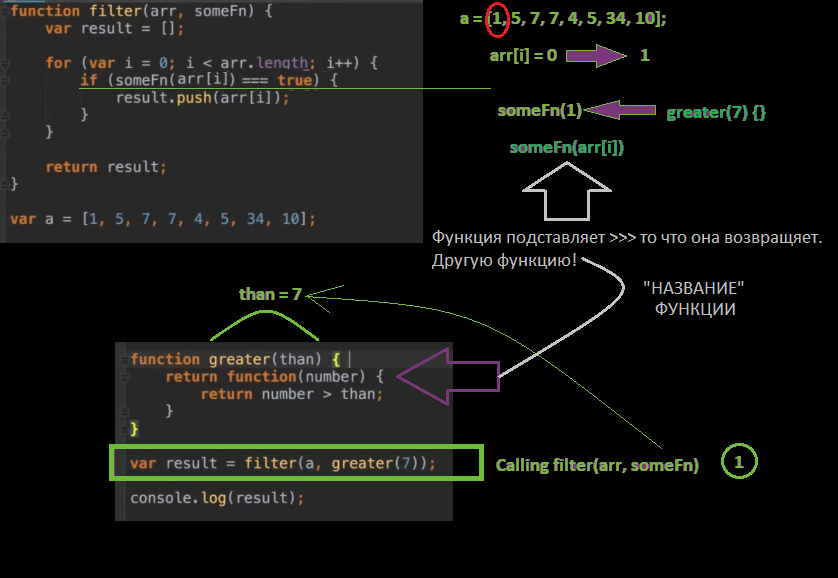 function filter(arr, someFn) {
var result = [];
for (var i = 0; i < arr.length; i++) {
if (someFn(arr[i]) === true) {
result.push(arr[i]);
}
}
return result;
}
var a = [1, 5, 7, 7, 4, 5, 34, 10];
a = [1, 5, 7, 7, 4, 5, 34, 10];
arr[i] = 0
1
someFn(1)
greater(7) {}
someFn(arr[i])
Функция подставляет >>> то что она возвращяет.
Другую функцию!
"НАЗВАНИЕ"
ФУНКЦИИ
than = 7
function greater(than) {
return function(number) {
return number > than;
}
}
var result = filter(a, greater(7));
console.log(result);
Calling filter(arr, someFn)
1